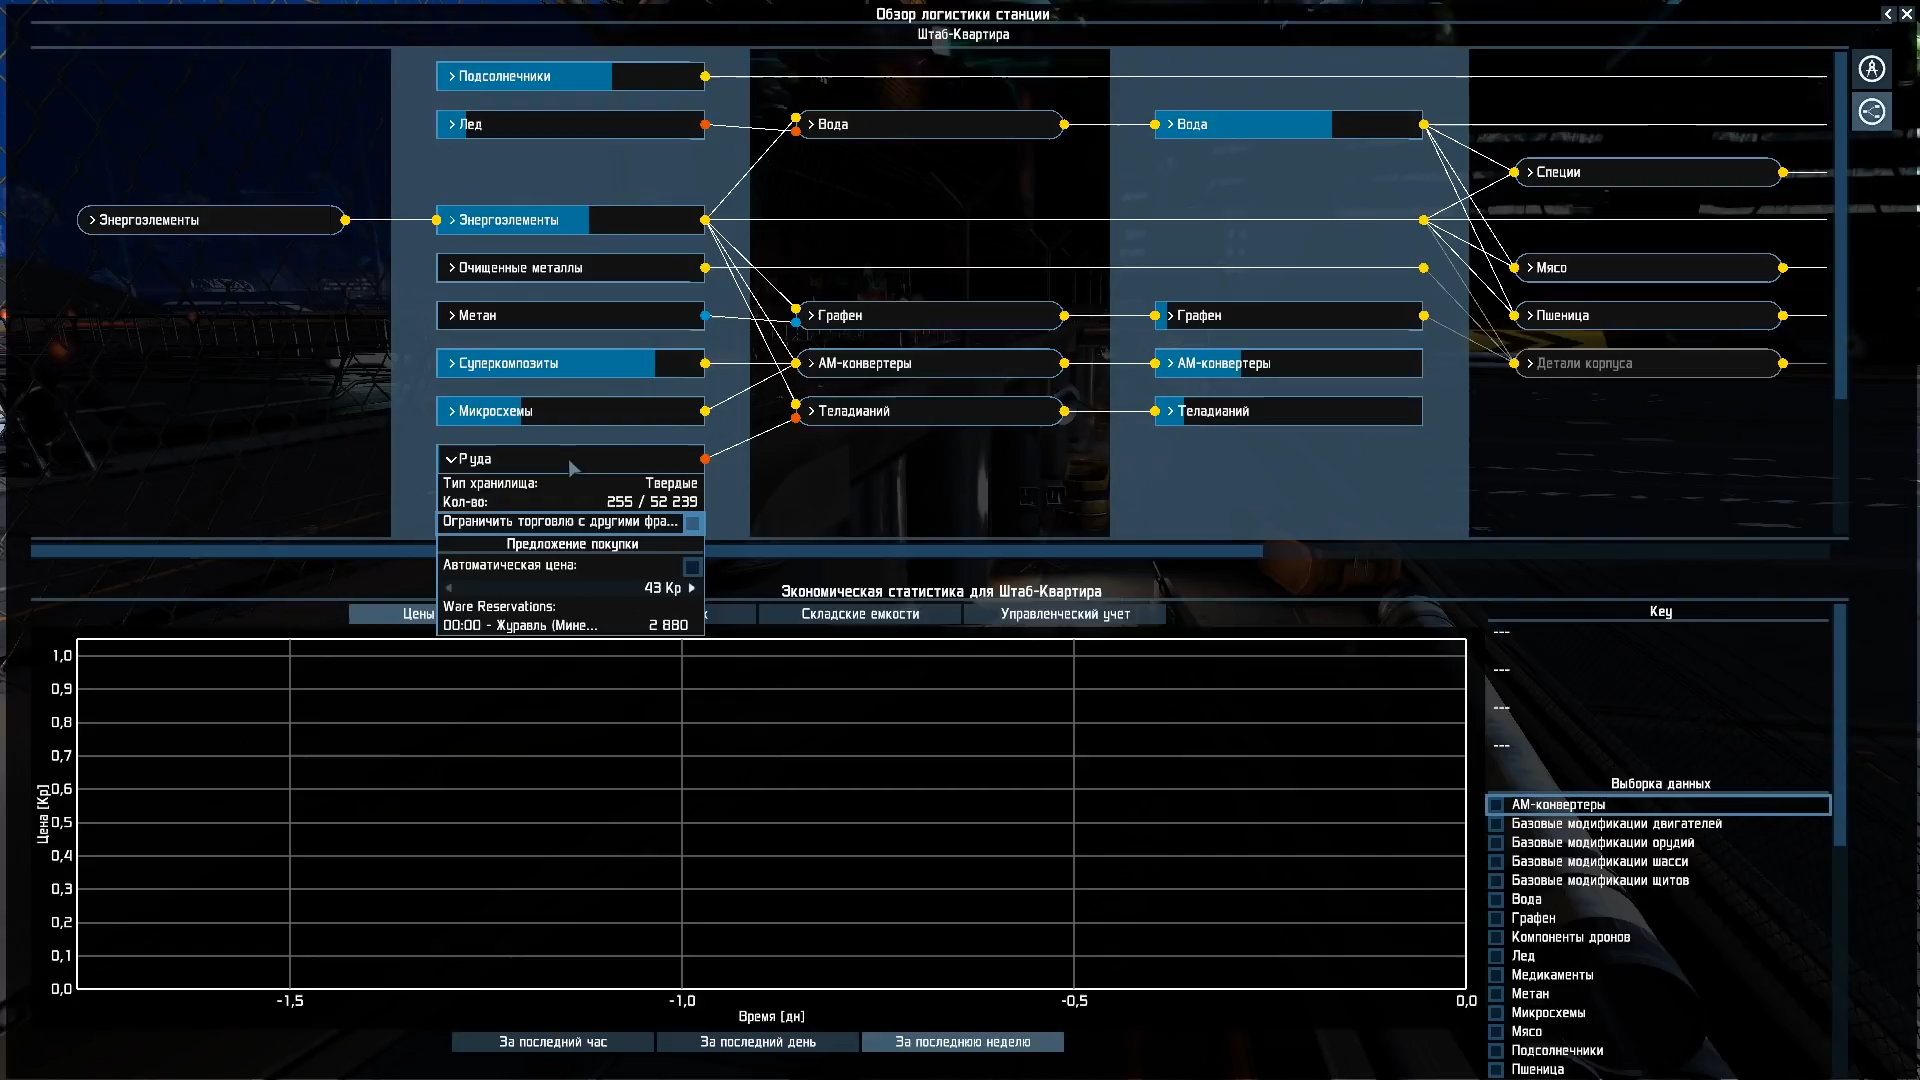 Обзор логистики станции
Штаб-Квартира
Подсолнечники
Лед
Вода
Вода
Специи
Энергоэлементы
Энергоэлементы
Очищенные металлы
Мясо
Метан
Графен
Графен
Пшеница
Суперкомпозиты
АМ-конвертеры
АМ-конвертеры
Детали корпуса
Микросхемы
Теладианий
Теладианий
Руда
Тип хранилища: Твердые
Кол-во: 255 / 52 239
Ограничить торговлю с другими фра...
Предложение покупки
Автоматическая цена:
43 Кр
Ware Reservations:
00:00 - Журавль (Мине... 2 880
Экономическая статистика для Штаб-Квартира
Цены
Складские емкости
Управленческий учет
Key
---
---
---
---
1,0
0,9
0,8
0,7
0,6
0,5
0,4
0,3
0,2
0,1
0,0
Цена [Кр]
-1,5
-1,0
-0,5
0,0
Время [дн]
За последний час
За последний день
За последнюю неделю
Выборка данных
АМ-конвертеры
Базовые модификации двигателей
Базовые модификации орудий
Базовые модификации шасси
Базовые модификации щитов
Вода
Графен
Компоненты дронов
Лед
Медикаменты
Метан
Микросхемы
Мясо
Подсолнечники
Пшеница